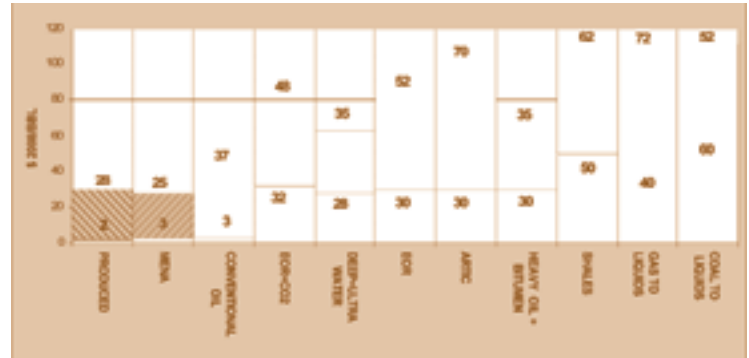 120
100
80
60
40
20
0
$ 2008/BBL
28
2
25
3
37
3
48
32
35
28
52
30
70
30
35
30
62
50
72
40
52
60
PRODUCED
MENA
CONVENTIONAL
OIL
EOR-CO2
DEEP-ULTRA
WATER
EOR
ARTIC
HEAVY OIL +
BITUMEN
SHALES
GAS TO
LIQUIDS
COAL TO
LIQUIDS